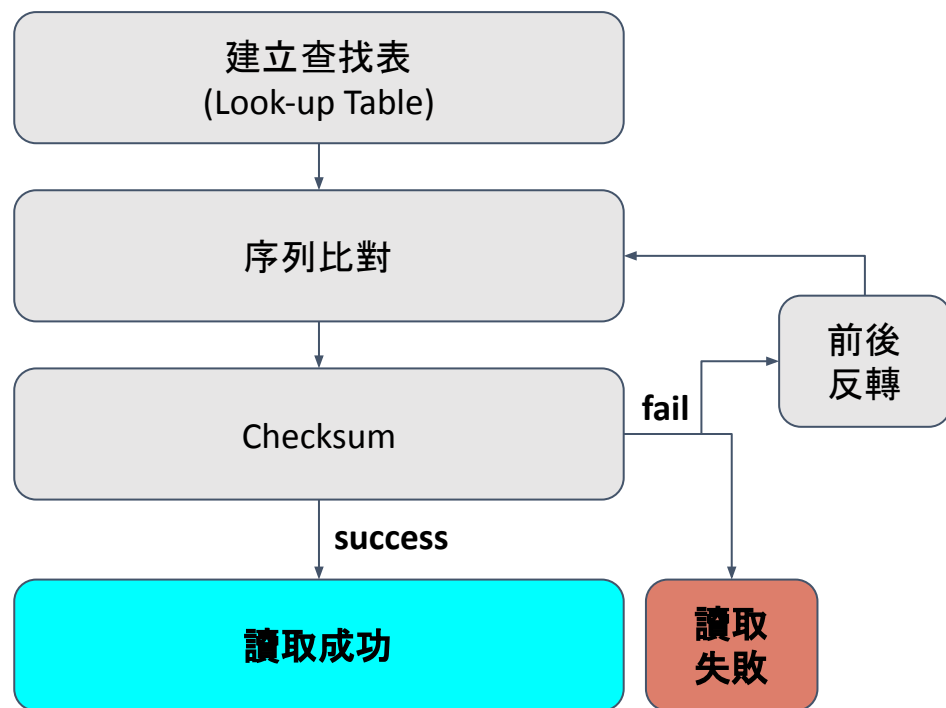 建立查找表
(Look-up Table)
序列比對
前後
反轉
Checksum
fail
success
讀取成功
讀取
失敗